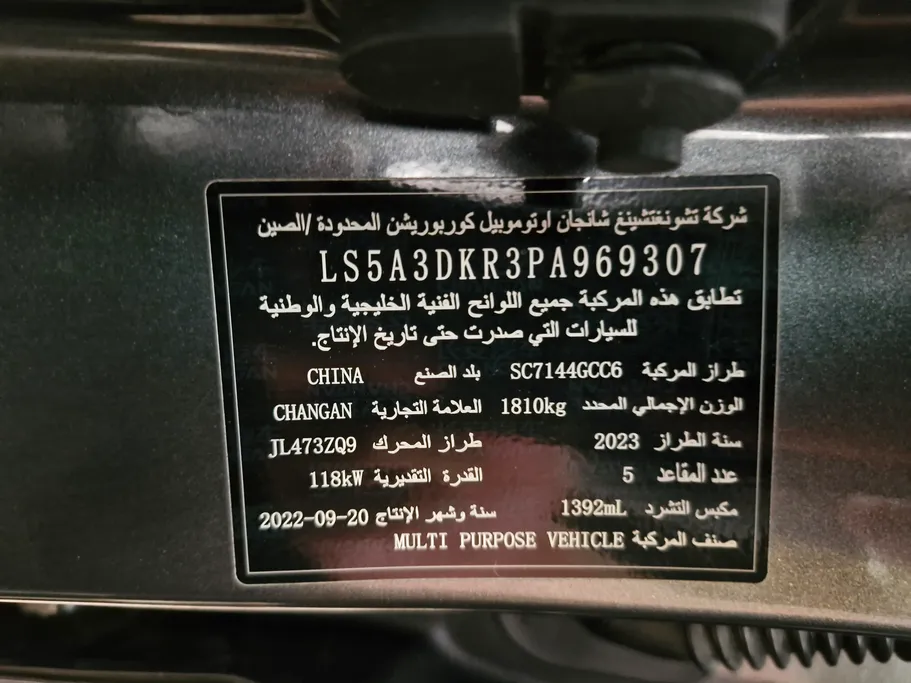 شركة تشونغتشينغ شانجان اوتوموبيل كوربوريشن المحدودة /الصين
LS5A3DKR3PA969307
تطابق هذه المركبة جميع اللوائح الفنية الخليجية والوطنية
للسيارات التي صدرت حتى تاريخ الإنتاج.
طراز المركبة SC7144GCC6 بلد الصنع CHINA
الوزن الإجمالي المحدد 1810kg العلامة التجارية CHANGAN
سنة الطراز 2023 طراز المحرك JL473ZQ9
عدد المقاعد 5 القدرة التقديرية 118kW
مكبس التشرد 1392mL سنة وشهر الإنتاج 2022-09-20
صنف المركبة MULTI PURPOSE VEHICLE